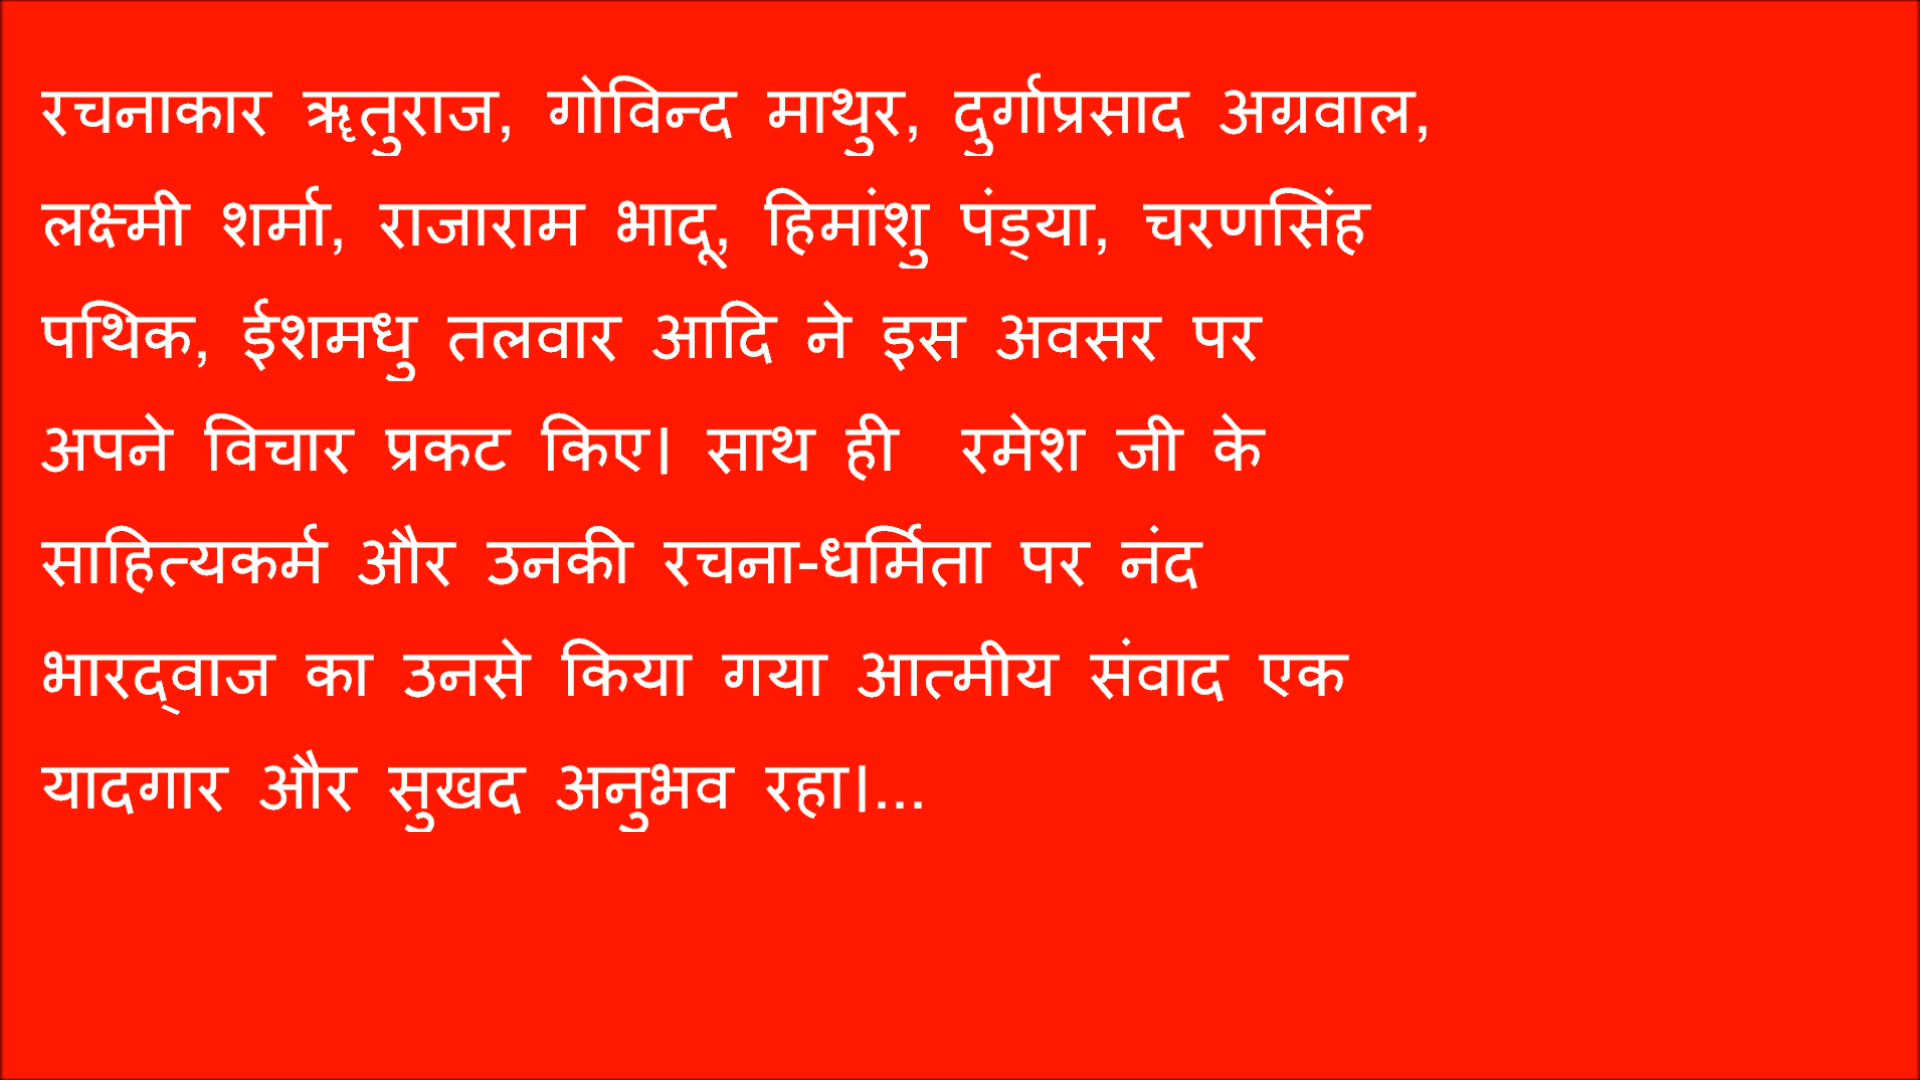 रचनाकार ॠतुराज, गोविन्द माथुर, दुर्गाप्रसाद अग्रवाल,
लक्ष्मी शर्मा, राजाराम भादू, हिमांशु पंड्या, चरणसिंह
पथिक, ईशमधु तलवार आदि ने इस अवसर पर
अपने विचार प्रकट किए। साथ ही रमेश जी के
साहित्यकर्म और उनकी रचना-धर्मिता पर नंद
भारद्वाज का उनसे किया गया आत्मीय संवाद एक
यादगार और सुखद अनुभव रहा।...